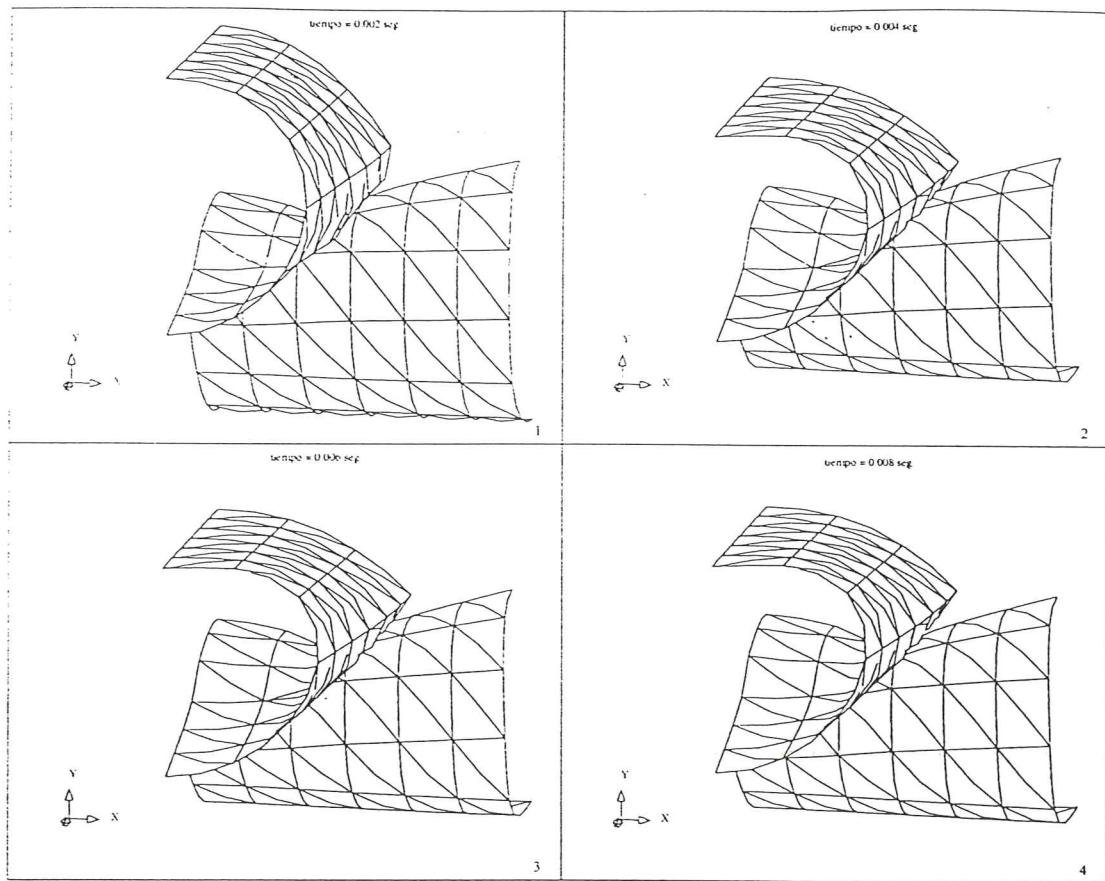 tiempo = 0.002 seg
Y
1
tiempo = 0.004 seg
Y
X
2
tiempo = 0.006 seg
Y
X
3
tiempo = 0.008 seg
Y
X
4